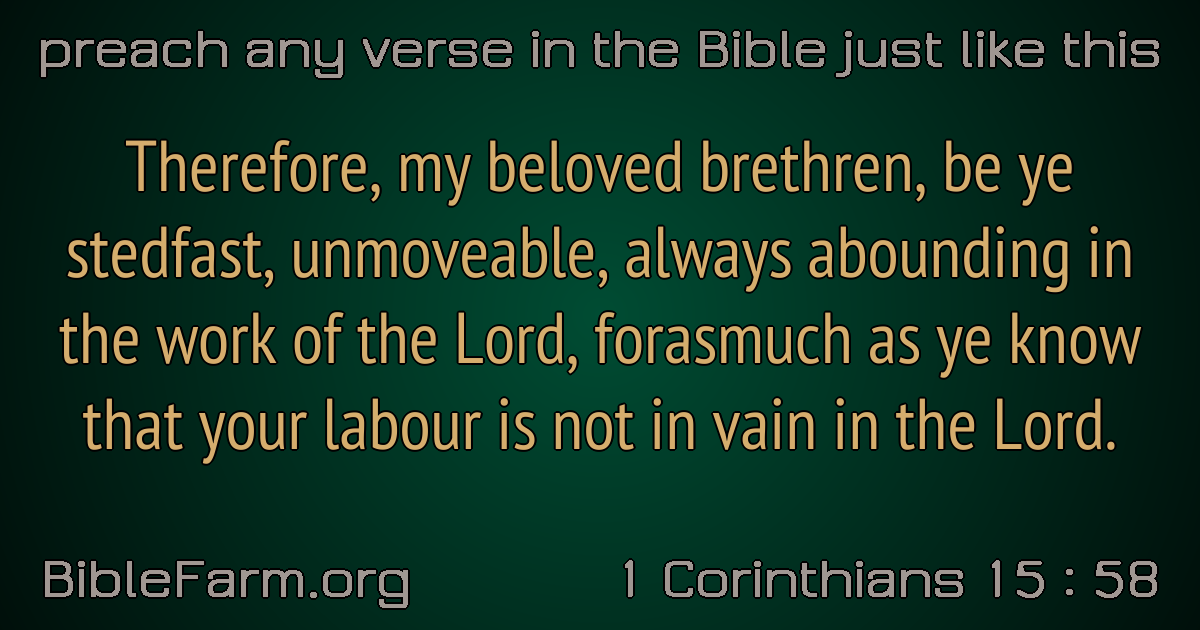 preach any verse in the Bible just like this
Therefore, my beloved brethren, be ye
stedfast, unmoveable, always abounding in
the work of the Lord, forasmuch as ye know
that your labour is not in vain in the Lord.
BibleFarm.org
1 Corinthians 15 : 58